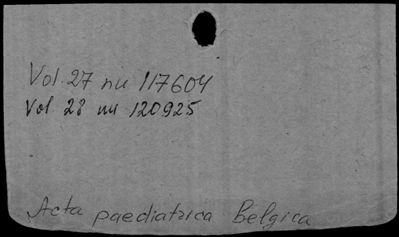 Vol. 27 nu 117604
Vol 28 nu 120925
Acta paediatrica Belgica